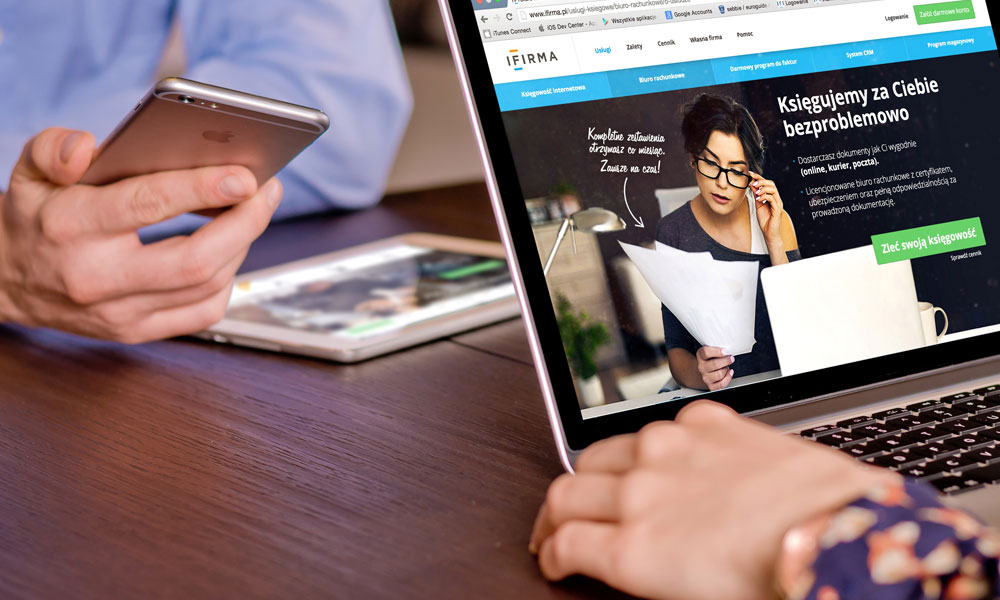 www.ifirma.pl/uslugi-ksiegowe/biuro-rachunkowe/
iTunes Connect
iOS Dev Center - A
Wszystkie aplikacje
Google Accounts
IFIRMA
Usługi
Zalety
Cennik
Własna firma
Pomoc
Logowanie
Załóż darmowe konto
Księgowość internetowa
Biuro rachunkowe
Darmowy program do faktur
System CRM
Program magazynowy
Kompletne zestawienia
otrzymasz co miesiąc.
Zawsze na czas!
Księgujemy za Ciebie
bezproblemowo
Dostarczasz dokumenty jak Ci wygodnie
(online, kurier, poczta).
Licencjonowane biuro rachunkowe z certyfikatem,
ubezpieczeniem oraz pełną odpowiedzialnością za
prowadzoną dokumentację.
Zleć swoją księgowość
Sprawdź cennik